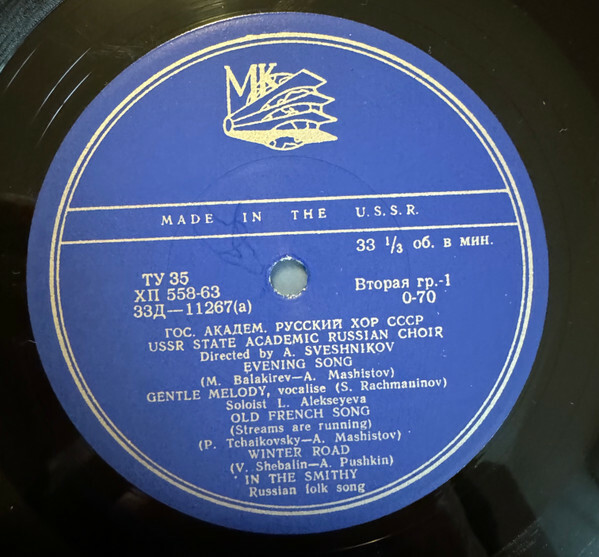 МК
MADE IN THE U.S.S.R.
33 1/3 об. в мин.
ТУ 35
ХП 558-63
33Д—11267(а)
Вторая гр.-1
0-70
ГОС. АКАДЕМ. РУССКИЙ ХОР СССР
USSR STATE ACADEMIC RUSSIAN CHOIR
Directed by A. SVESHNIKOV
EVENING SONG
(M. Balakirev—A. Mashistov)
GENTLE MELODY, vocalise (S. Rachmaninov)
Soloist L. Alekseyeva
OLD FRENCH SONG
(Streams are running)
(P. Tchaikovsky—A. Mashistov)
WINTER ROAD
(V. Shebalin—A. Pushkin)
IN THE SMITHY
Russian folk song